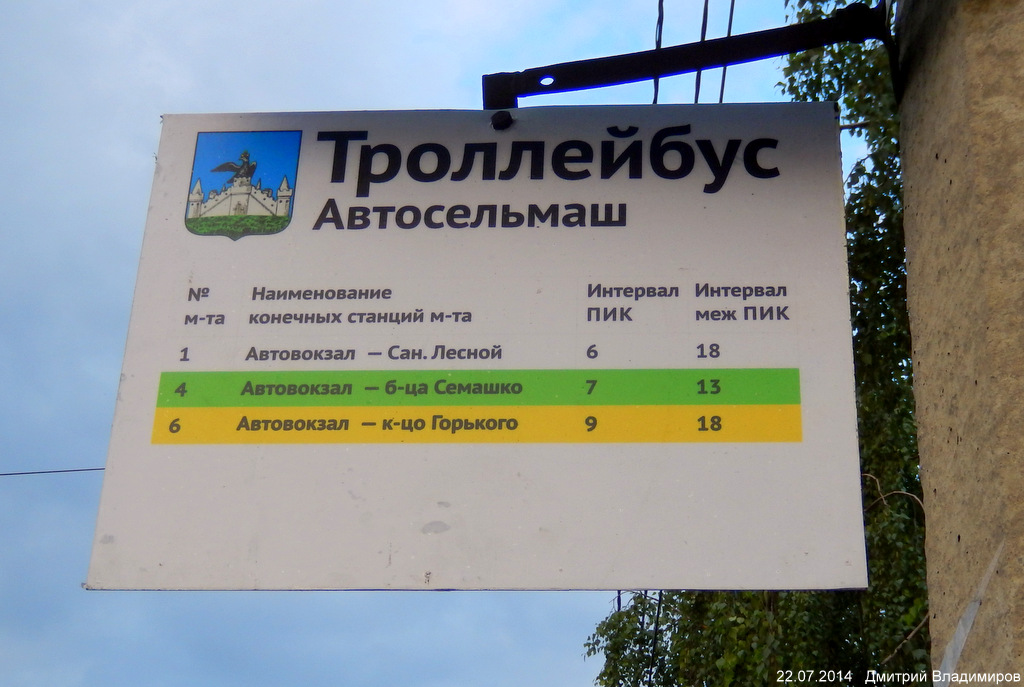 Троллейбус
Автосельмаш
№ Наименование Интервал Интервал
м-та конечных станций м-та ПИК меж ПИК
1 Автовокзал — Сан. Лесной 6 18
4 Автовокзал — б-ца Семашко 7 13
6 Автовокзал — к-цо Горького 9 18
22.07.2014 Дмитрий Владимиров